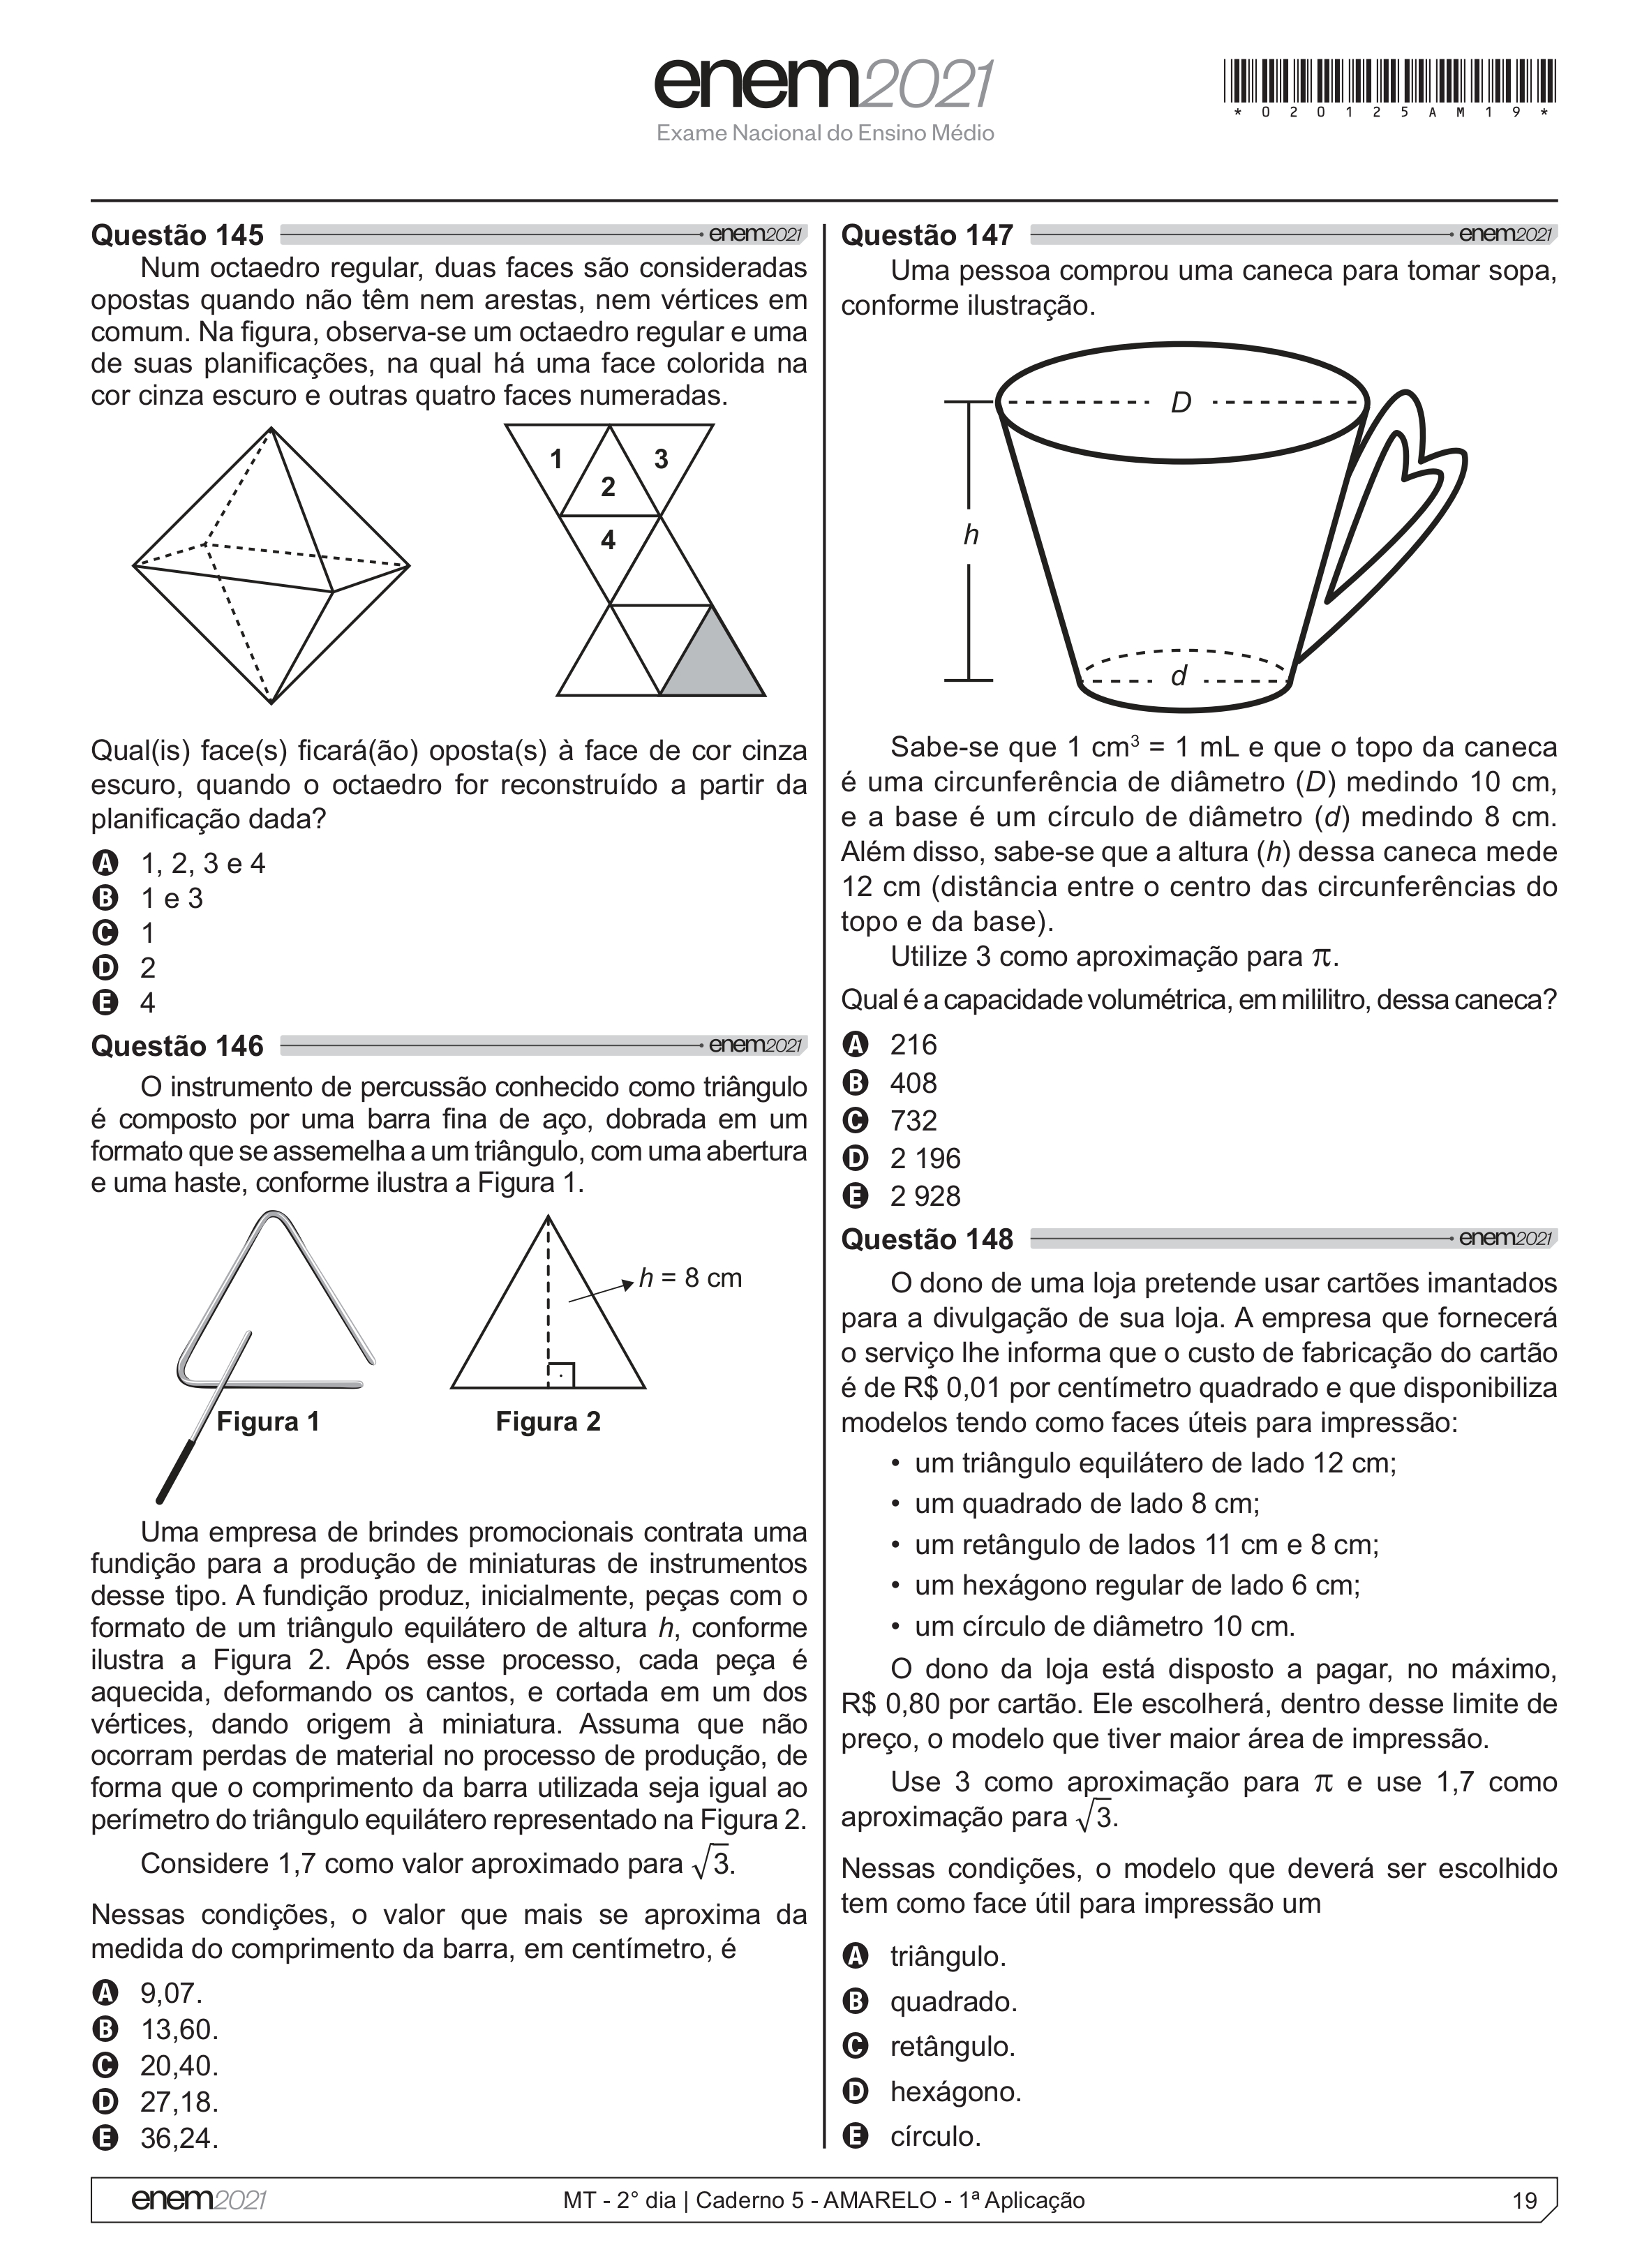 enem2021
Exame Nacional do Ensino Médio
*020125AM19*
Questão 145 enem2021
Num octaedro regular, duas faces são consideradas
opostas quando não têm nem arestas, nem vértices em
comum. Na figura, observa-se um octaedro regular e uma
de suas planificações, na qual há uma face colorida na
cor cinza escuro e outras quatro faces numeradas.
1
2
3
4
Qual(is) face(s) ficará(ão) oposta(s) à face de cor cinza
escuro, quando o octaedro for reconstruído a partir da
planificação dada?
A 1, 2, 3 e 4
B 1 e 3
C 1
D 2
E 4
Questão 146 enem2021
O instrumento de percussão conhecido como triângulo
é composto por uma barra fina de aço, dobrada em um
formato que se assemelha a um triângulo, com uma abertura
e uma haste, conforme ilustra a Figura 1.
h = 8 cm
Figura 1
Figura 2
Uma empresa de brindes promocionais contrata uma
fundição para a produção de miniaturas de instrumentos
desse tipo. A fundição produz, inicialmente, peças com o
formato de um triângulo equilátero de altura h, conforme
ilustra a Figura 2. Após esse processo, cada peça é
aquecida, deformando os cantos, e cortada em um dos
vértices, dando origem à miniatura. Assuma que não
ocorram perdas de material no processo de produção, de
forma que o comprimento da barra utilizada seja igual ao
perímetro do triângulo equilátero representado na Figura 2.
Considere 1,7 como valor aproximado para √3.
Nessas condições, o valor que mais se aproxima da
medida do comprimento da barra, em centímetro, é
A 9,07.
B 13,60.
C 20,40.
D 27,18.
E 36,24.
Questão 147 enem2021
Uma pessoa comprou uma caneca para tomar sopa,
conforme ilustração.
D
h
d
Sabe-se que 1 cm³ = 1 mL e que o topo da caneca
é uma circunferência de diâmetro (D) medindo 10 cm,
e a base é um círculo de diâmetro (d) medindo 8 cm.
Além disso, sabe-se que a altura (h) dessa caneca mede
12 cm (distância entre o centro das circunferências do
topo e da base).
Utilize 3 como aproximação para π.
Qual é a capacidade volumétrica, em mililitro, dessa caneca?
A 216
B 408
C 732
D 2 196
E 2 928
Questão 148 enem2021
O dono de uma loja pretende usar cartões imantados
para a divulgação de sua loja. A empresa que fornecerá
o serviço lhe informa que o custo de fabricação do cartão
é de R$ 0,01 por centímetro quadrado e que disponibiliza
modelos tendo como faces úteis para impressão:
• um triângulo equilátero de lado 12 cm;
• um quadrado de lado 8 cm;
• um retângulo de lados 11 cm e 8 cm;
• um hexágono regular de lado 6 cm;
• um círculo de diâmetro 10 cm.
O dono da loja está disposto a pagar, no máximo,
R$ 0,80 por cartão. Ele escolherá, dentro desse limite de
preço, o modelo que tiver maior área de impressão.
Use 3 como aproximação para π e use 1,7 como
aproximação para √3.
Nessas condições, o modelo que deverá ser escolhido
tem como face útil para impressão um
A triângulo.
B quadrado.
C retângulo.
D hexágono.
E círculo.
enem2021 MT - 2° dia | Caderno 5 - AMARELO - 1ª Aplicação 19